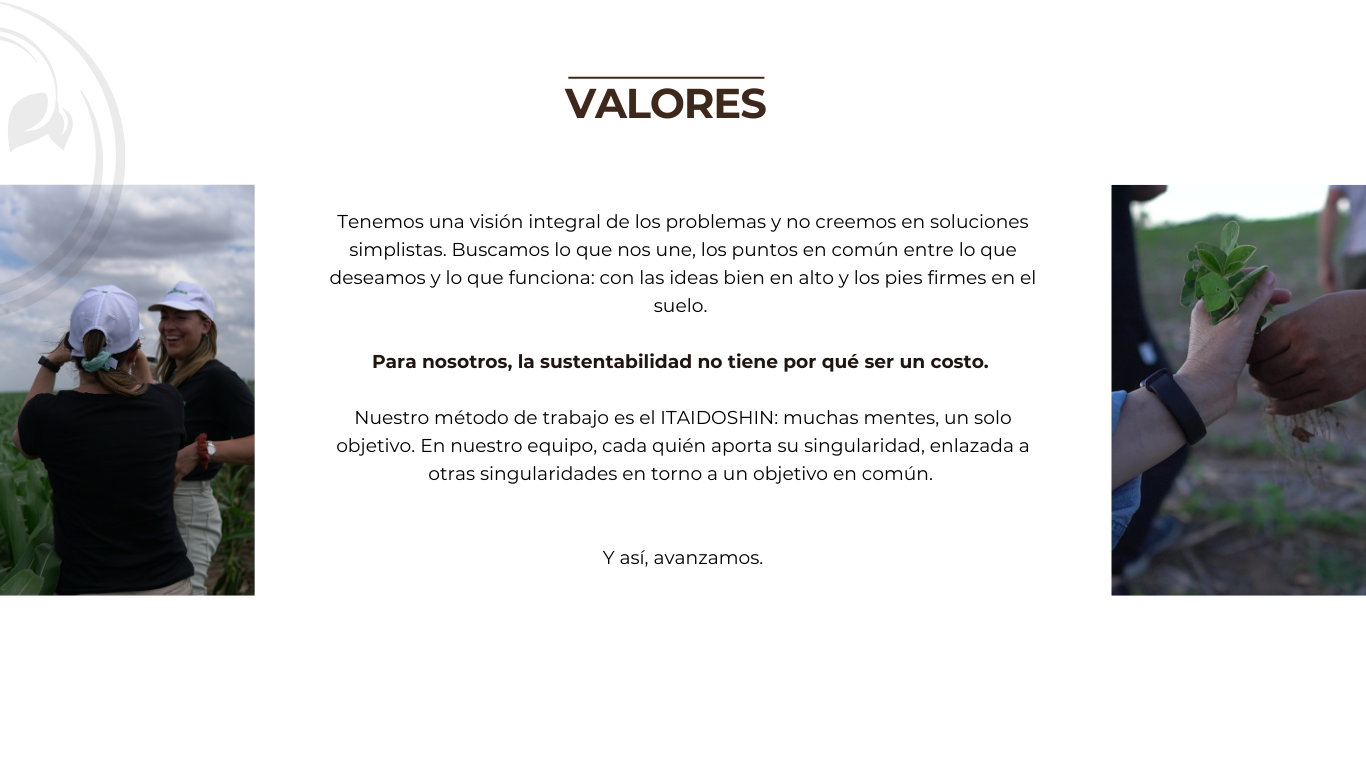 VALORES
Tenemos una visión integral de los problemas y no creemos en soluciones
simplistas. Buscamos lo que nos une, los puntos en común entre lo que
deseamos y lo que funciona: con las ideas bien en alto y los pies firmes en el
suelo.
Para nosotros, la sustentabilidad no tiene por qué ser un costo.
Nuestro método de trabajo es el ITAIDOSHIN: muchas mentes, un solo
objetivo. En nuestro equipo, cada quién aporta su singularidad, enlazada a
otras singularidades en torno a un objetivo en común.
Y así, avanzamos.